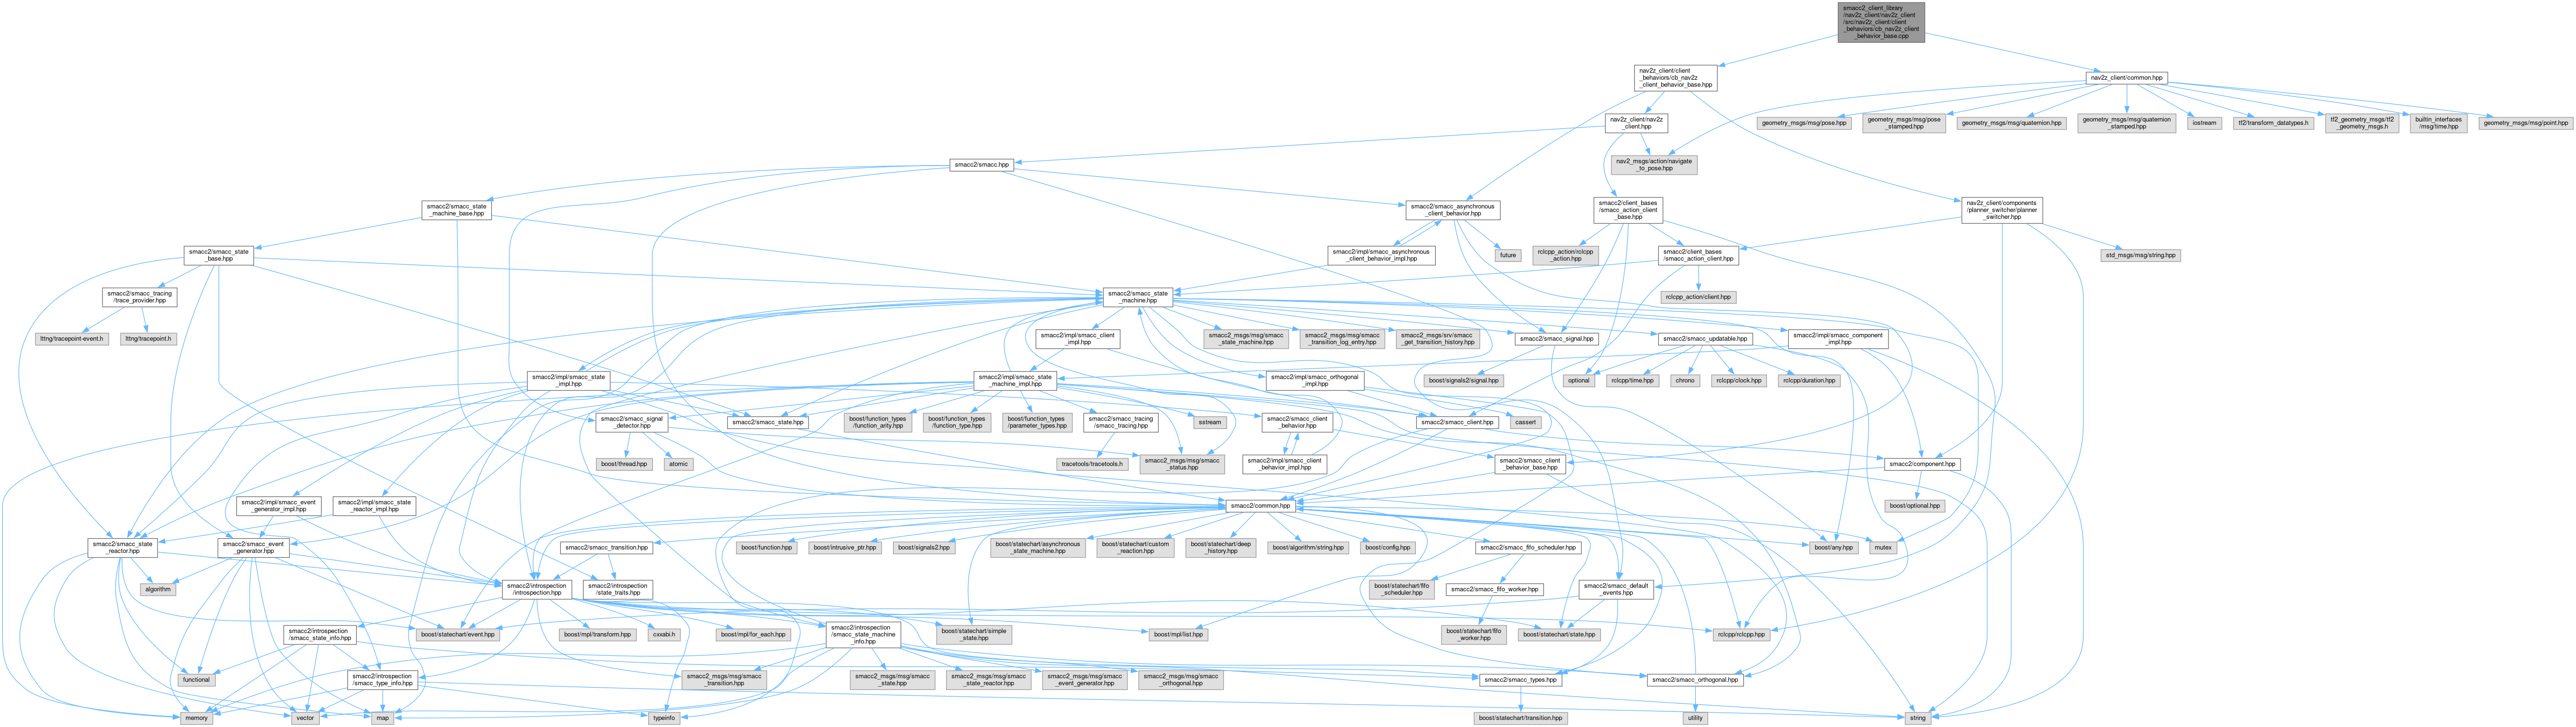 smacc2_client_library
/nav2z_client/nav2z_client
/src/nav2z_client/client
_behaviors/cb_nav2z_client
_behavior_base.cpp
nav2z_client/client
_behaviors/cb_nav2z
_client_behavior_base.hpp
nav2z_client/common.hpp
nav2z_client/nav2z
_client.hpp
geometry_msgs/msg/pose.hpp
geometry_msgs/msg/pose
_stamped.hpp
geometry_msgs/msg/quaternion.hpp
geometry_msgs/msg/quaternion
_stamped.hpp
iostream
tf2/transform_datatypes.h
tf2_geometry_msgs/tf2
_geometry_msgs.h
builtin_interfaces
/msg/time.hpp
geometry_msgs/msg/point.hpp
smacc2/smacc.hpp
nav2_msgs/action/navigate
_to_pose.hpp
smacc2/smacc_state
_machine_base.hpp
smacc2/smacc_asynchronous
_client_behavior.hpp
smacc2/client_bases
/smacc_action_client
_base.hpp
nav2z_client/components
/planner_switcher/planner
_switcher.hpp
smacc2/smacc_state
_base.hpp
smacc2/impl/smacc_asynchronous
_client_behavior_impl.hpp
future
rclcpp_action/rclcpp
_action.hpp
smacc2/client_bases
/smacc_action_client.hpp
std_msgs/msg/string.hpp
smacc2/smacc_tracing
/trace_provider.hpp
smacc2/smacc_state
_machine.hpp
rclcpp_action/client.hpp
lttng/tracepoint-event.h
lttng/tracepoint.h
smacc2/impl/smacc_client
_impl.hpp
smacc2_msgs/msg/smacc
_state_machine.hpp
smacc2_msgs/msg/smacc
_transition_log_entry.hpp
smacc2_msgs/srv/smacc
_get_transition_history.hpp
smacc2/smacc_signal.hpp
smacc2/smacc_updatable.hpp
smacc2/impl/smacc_component
_impl.hpp
smacc2/impl/smacc_state
_impl.hpp
smacc2/impl/smacc_state
_machine_impl.hpp
smacc2/impl/smacc_orthogonal
_impl.hpp
boost/signals2/signal.hpp
optional
rclcpp/time.hpp
chrono
rclcpp/clock.hpp
rclcpp/duration.hpp
smacc2/smacc_signal
_detector.hpp
smacc2/smacc_state.hpp
boost/function_types
/function_arity.hpp
boost/function_types
/function_type.hpp
boost/function_types
/parameter_types.hpp
smacc2/smacc_tracing
/smacc_tracing.hpp
sstream
smacc2/smacc_client
_behavior.hpp
smacc2/smacc_client.hpp
cassert
boost/thread.hpp
atomic
tracetools/tracetools.h
smacc2_msgs/msg/smacc
_status.hpp
smacc2/impl/smacc_client
_behavior_impl.hpp
smacc2/smacc_client
_behavior_base.hpp
smacc2/component.hpp
smacc2/impl/smacc_event
_generator_impl.hpp
smacc2/impl/smacc_state
_reactor_impl.hpp
smacc2/common.hpp
boost/optional.hpp
smacc2/smacc_state
_reactor.hpp
smacc2/smacc_event
_generator.hpp
smacc2/smacc_transition.hpp
boost/function.hpp
boost/intrusive_ptr.hpp
boost/signals2.hpp
boost/statechart/asynchronous
_state_machine.hpp
boost/statechart/custom
_reaction.hpp
boost/statechart/deep
_history.hpp
boost/algorithm/string.hpp
boost/config.hpp
smacc2/smacc_fifo_scheduler.hpp
boost/any.hpp
mutex
algorithm
smacc2/introspection
/introspection.hpp
smacc2/introspection
/state_traits.hpp
boost/statechart/fifo
_scheduler.hpp
smacc2/smacc_fifo_worker.hpp
smacc2/smacc_default
_events.hpp
smacc2/introspection
/smacc_state_info.hpp
boost/statechart/event.hpp
boost/mpl/transform.hpp
cxxabi.h
boost/mpl/for_each.hpp
smacc2/introspection
/smacc_state_machine
_info.hpp
boost/statechart/simple
_state.hpp
boost/mpl/list.hpp
boost/statechart/fifo
_worker.hpp
boost/statechart/state.hpp
rclcpp/rclcpp.hpp
functional
smacc2/introspection
/smacc_type_info.hpp
smacc2_msgs/msg/smacc
_transition.hpp
smacc2_msgs/msg/smacc
_state.hpp
smacc2_msgs/msg/smacc
_state_reactor.hpp
smacc2_msgs/msg/smacc
_event_generator.hpp
smacc2_msgs/msg/smacc
_orthogonal.hpp
smacc2/smacc_types.hpp
smacc2/smacc_orthogonal.hpp
memory
vector
map
typeinfo
boost/statechart/transition.hpp
utility
string